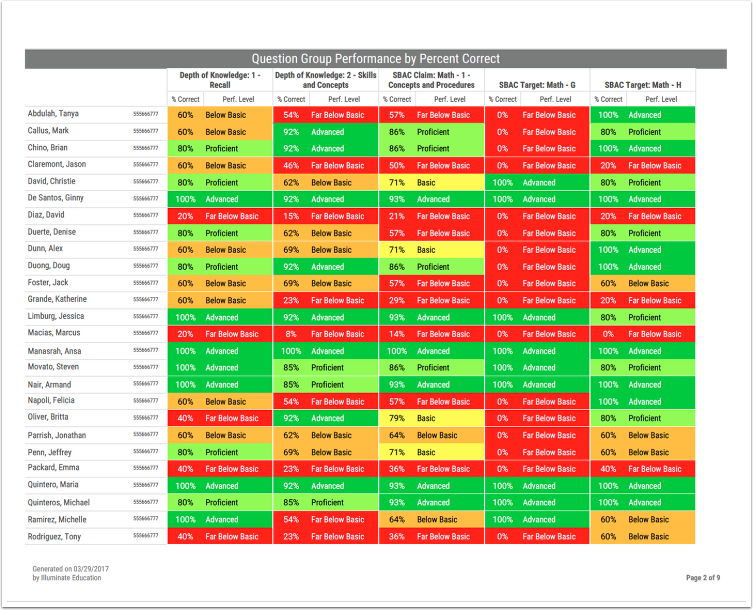 Question Group Performance by Percent Correct
Depth of Knowledge: 1 - Recall Depth of Knowledge: 2 - Skills and Concepts SBAC Claim: Math - 1 - Concepts and Procedures SBAC Target: Math - G SBAC Target: Math - H
% Correct Perf. Level % Correct Perf. Level % Correct Perf. Level % Correct Perf. Level % Correct Perf. Level
Abdulah, Tanya 555666777 60% Below Basic 54% Far Below Basic 57% Far Below Basic 0% Far Below Basic 100% Advanced
Callus, Mark 555666777 60% Below Basic 92% Advanced 86% Proficient 0% Far Below Basic 80% Proficient
Chino, Brian 555666777 80% Proficient 92% Advanced 86% Proficient 0% Far Below Basic 100% Advanced
Claremont, Jason 555666777 60% Below Basic 46% Far Below Basic 50% Far Below Basic 0% Far Below Basic 20% Far Below Basic
David, Christie 555666777 80% Proficient 62% Below Basic 71% Basic 100% Advanced 80% Proficient
De Santos, Ginny 555666777 100% Advanced 92% Advanced 93% Advanced 100% Advanced 100% Advanced
Diaz, David 555666777 20% Far Below Basic 15% Far Below Basic 21% Far Below Basic 0% Far Below Basic 20% Far Below Basic
Duerte, Denise 555666777 80% Proficient 62% Below Basic 57% Far Below Basic 0% Far Below Basic 80% Proficient
Dunn, Alex 555666777 60% Below Basic 69% Below Basic 71% Basic 0% Far Below Basic 100% Advanced
Duong, Doug 555666777 80% Proficient 92% Advanced 86% Proficient 0% Far Below Basic 100% Advanced
Foster, Jack 555666777 60% Below Basic 69% Below Basic 57% Far Below Basic 0% Far Below Basic 60% Below Basic
Grande, Katherine 555666777 60% Below Basic 23% Far Below Basic 29% Far Below Basic 0% Far Below Basic 20% Far Below Basic
Limburg, Jessica 555666777 100% Advanced 92% Advanced 93% Advanced 100% Advanced 80% Proficient
Macias, Marcus 555666777 20% Far Below Basic 8% Far Below Basic 14% Far Below Basic 0% Far Below Basic 0% Far Below Basic
Manasrah, Ansa 555666777 100% Advanced 100% Advanced 100% Advanced 100% Advanced 100% Advanced
Movato, Steven 555666777 100% Advanced 85% Proficient 86% Proficient 100% Advanced 80% Proficient
Nair, Armand 555666777 100% Advanced 85% Proficient 93% Advanced 100% Advanced 100% Advanced
Napoli, Felicia 555666777 60% Below Basic 54% Far Below Basic 57% Far Below Basic 0% Far Below Basic 100% Advanced
Oliver, Britta 555666777 40% Far Below Basic 92% Advanced 79% Basic 0% Far Below Basic 80% Proficient
Parrish, Jonathan 555666777 60% Below Basic 62% Below Basic 64% Below Basic 0% Far Below Basic 60% Below Basic
Penn, Jeffrey 555666777 80% Proficient 69% Below Basic 71% Basic 0% Far Below Basic 60% Below Basic
Packard, Emma 555666777 40% Far Below Basic 23% Far Below Basic 36% Far Below Basic 0% Far Below Basic 40% Far Below Basic
Quintero, Maria 555666777 100% Advanced 92% Advanced 93% Advanced 100% Advanced 100% Advanced
Quinteros, Michael 555666777 80% Proficient 85% Proficient 93% Advanced 100% Advanced 100% Advanced
Ramirez, Michelle 555666777 100% Advanced 54% Far Below Basic 64% Below Basic 100% Advanced 60% Below Basic
Rodriguez, Tony 555666777 40% Far Below Basic 23% Far Below Basic 36% Far Below Basic 0% Far Below Basic 60% Below Basic
Generated on 03/29/2017
by Illuminate Education
Page 2 of 9